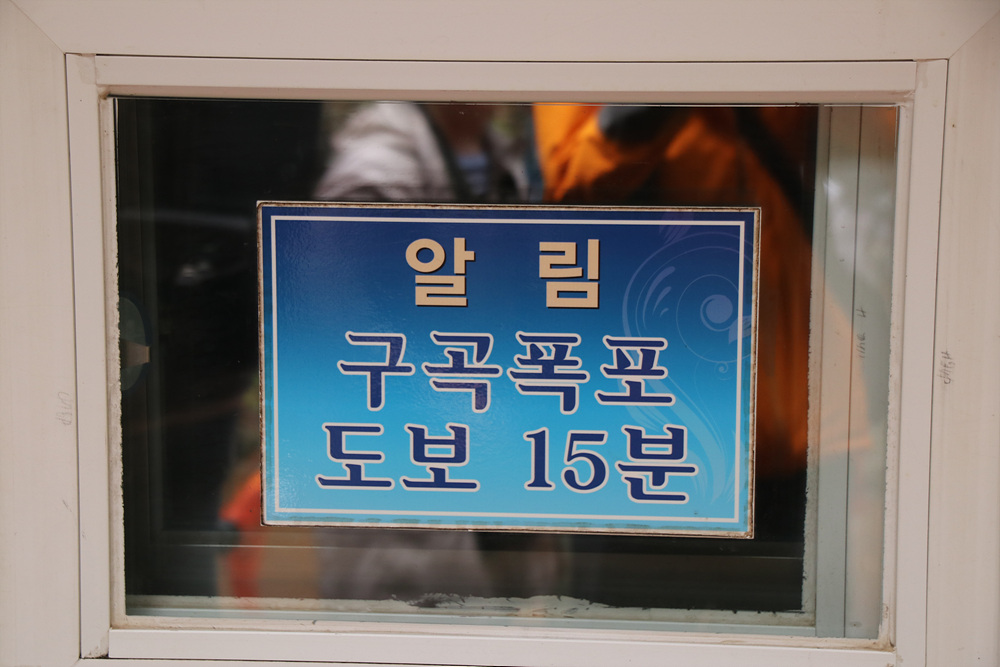 알 림
구곡폭포
도보 15분